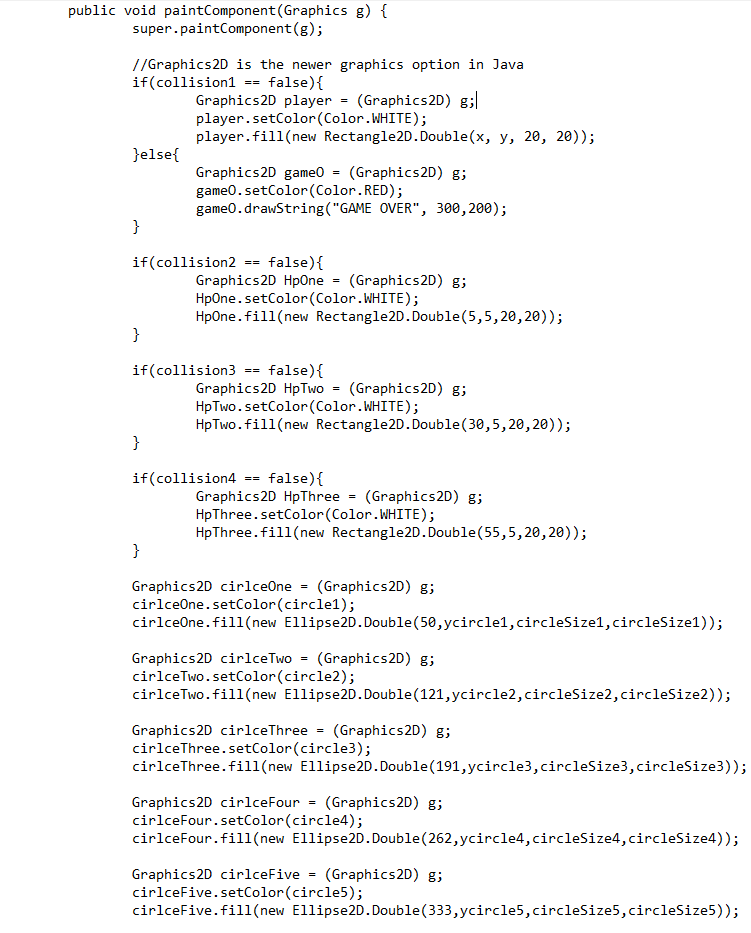 public void paintComponent(Graphics g) {
super.paintComponent(g);
//Graphics2D is the newer graphics option in Java
if(collision1 == false){
Graphics2D player = (Graphics2D) g;
player.setColor(Color.WHITE);
player.fill(new Rectangle2D.Double(x, y, 20, 20));
}else{
Graphics2D gameO = (Graphics2D) g;
gameO.setColor(Color.RED);
gameO.drawString("GAME OVER", 300,200);
}
if(collision2 == false){
Graphics2D HpOne = (Graphics2D) g;
HpOne.setColor(Color.WHITE);
HpOne.fill(new Rectangle2D.Double(5,5,20,20));
}
if(collision3 == false){
Graphics2D HpTwo = (Graphics2D) g;
HpTwo.setColor(Color.WHITE);
HpTwo.fill(new Rectangle2D.Double(30,5,20,20));
}
if(collision4 == false){
Graphics2D HpThree = (Graphics2D) g;
HpThree.setColor(Color.WHITE);
HpThree.fill(new Rectangle2D.Double(55,5,20,20));
}
Graphics2D cirlceOne = (Graphics2D) g;
cirlceOne.setColor(circle1);
cirlceOne.fill(new Ellipse2D.Double(50,ycircle1,circleSize1,circleSize1));
Graphics2D cirlceTwo = (Graphics2D) g;
cirlceTwo.setColor(circle2);
cirlceTwo.fill(new Ellipse2D.Double(121,ycircle2,circleSize2,circleSize2));
Graphics2D cirlceThree = (Graphics2D) g;
cirlceThree.setColor(circle3);
cirlceThree.fill(new Ellipse2D.Double(191,ycircle3,circleSize3,circleSize3));
Graphics2D cirlceFour = (Graphics2D) g;
cirlceFour.setColor(circle4);
cirlceFour.fill(new Ellipse2D.Double(262,ycircle4,circleSize4,circleSize4));
Graphics2D cirlceFive = (Graphics2D) g;
cirlceFive.setColor(circle5);
cirlceFive.fill(new Ellipse2D.Double(333,ycircle5,circleSize5,circleSize5));